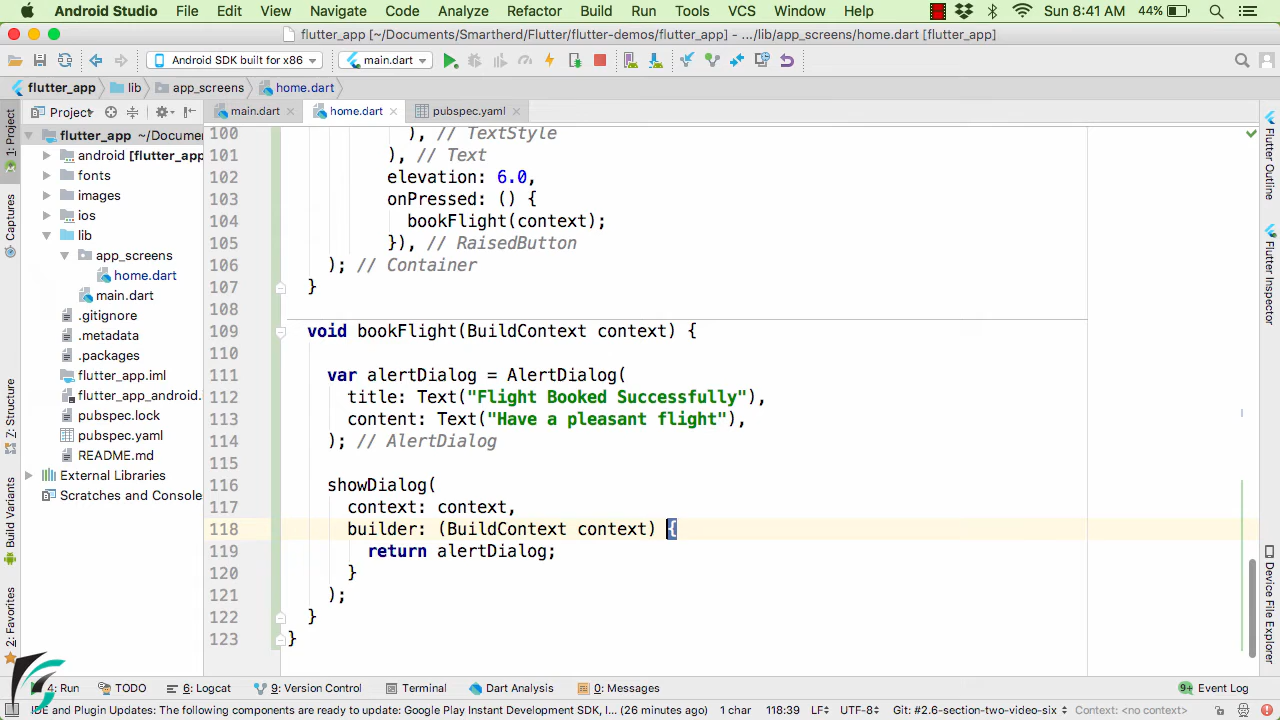 Android Studio File Edit View Navigate Code Analyze Refactor Build Run Tools VCS Window Help Sun 8:41 AM 44%
flutter_app [~/Documents/Smartherd/Flutter/flutter-demos/flutter_app] - .../lib/app_screens/home.dart [flutter_app]
Android SDK built for x86 main.dart
flutter_app lib app_screens home.dart
Project main.dart home.dart pubspec.yaml
1: Project
Captures
7: Structure
Build Variants
2: Favorites
flutter_app ~/Documen
android [flutter_app
fonts
images
ios
lib
app_screens
home.dart
main.dart
.gitignore
.metadata
.packages
flutter_app.iml
flutter_app_android.
pubspec.lock
pubspec.yaml
README.md
External Libraries
Scratches and Console
100 ), // TextStyle
101 ), // Text
102 elevation: 6.0,
103 onPressed: () {
104 bookFlight(context);
105 }), // RaisedButton
106 ); // Container
107 }
108
109 void bookFlight(BuildContext context) {
110
111 var alertDialog = AlertDialog(
112 title: Text("Flight Booked Successfully"),
113 content: Text("Have a pleasant flight"),
114 ); // AlertDialog
115
116 showDialog(
117 context: context,
118 builder: (BuildContext context) {
119 return alertDialog;
120 }
121 );
122 }
123 }
Flutter Outline
Flutter Inspector
Device File Explorer
4: Run TODO 6: Logcat 9: Version Control Terminal Dart Analysis 0: Messages 9+ Event Log
IDE and Plugin Updates: The following components are ready to update: Google Play Instant Development SDK, I... (26 minutes ago) 1 char 118:39 LF÷ UTF-8÷ Git: #2.6-section-two-video-six Context: <no context>